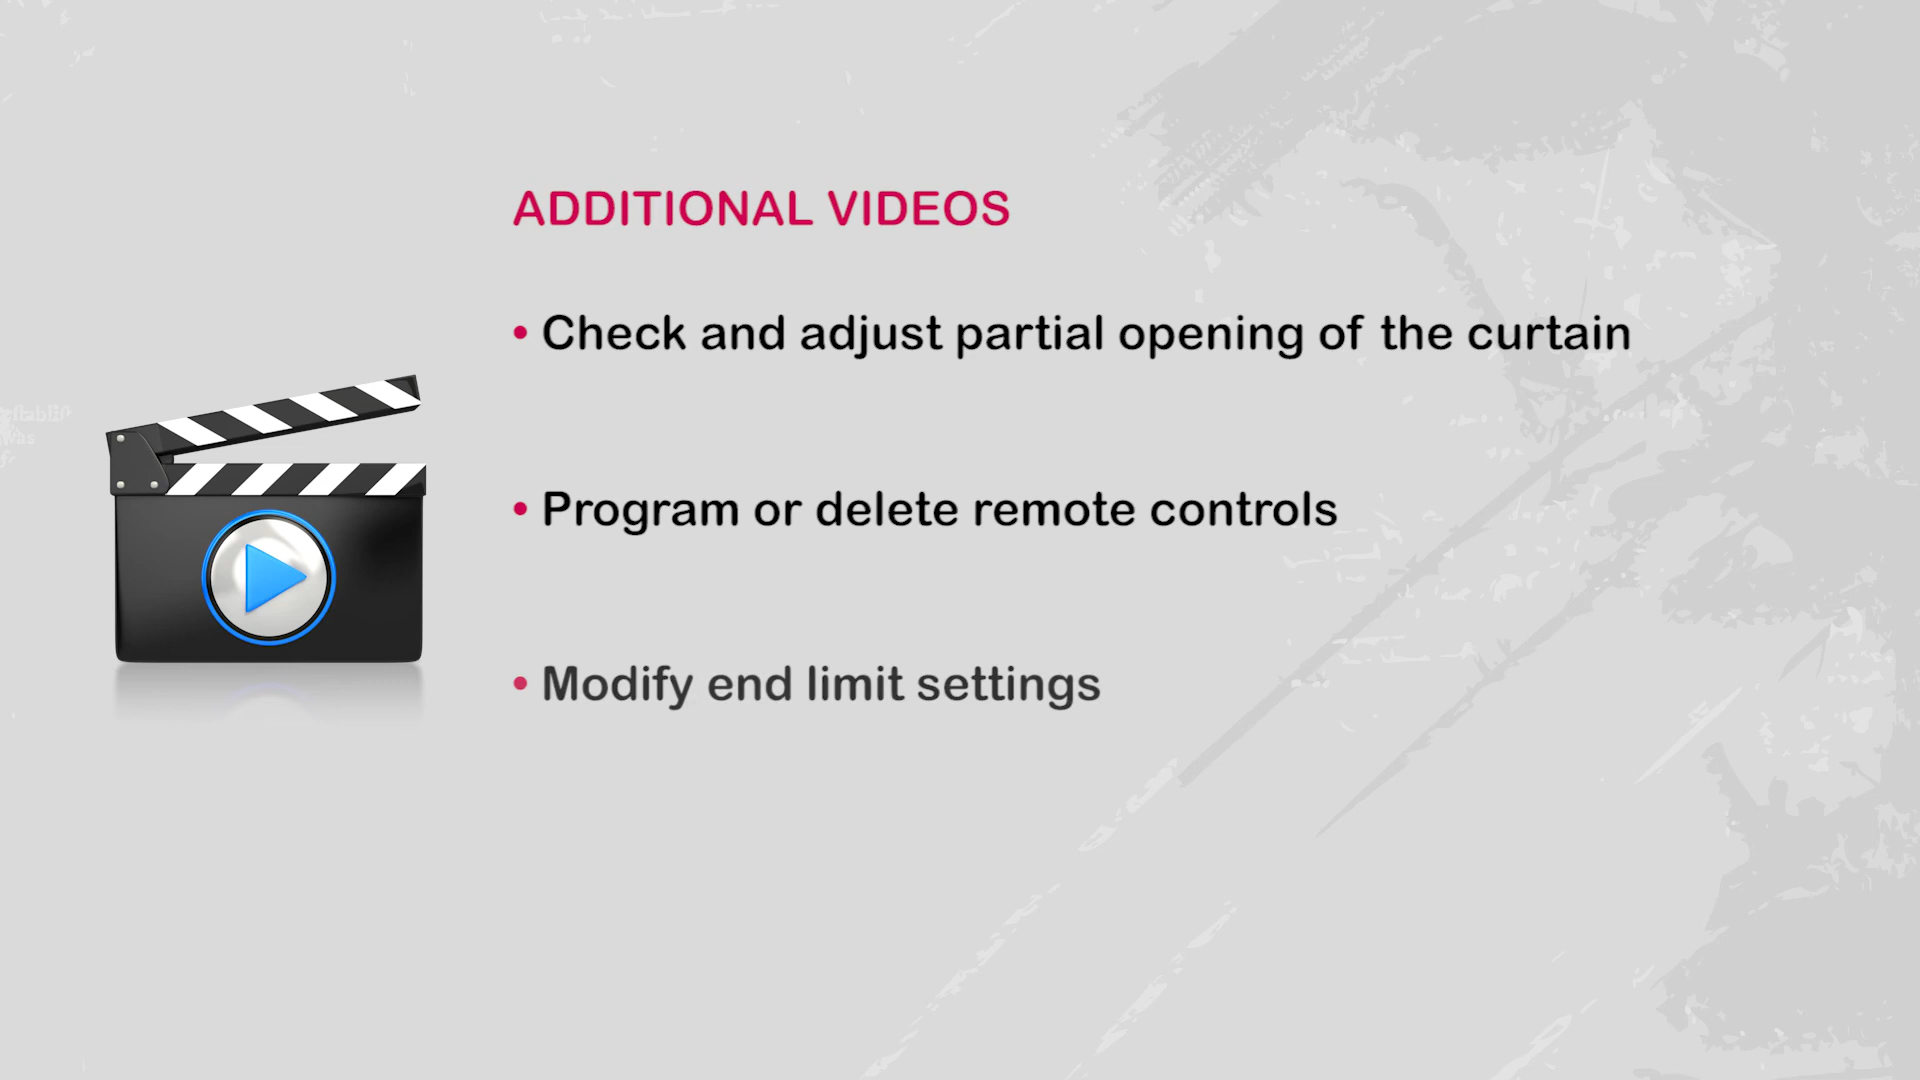 ADDITIONAL VIDEOS
• Check and adjust partial opening of the curtain
• Program or delete remote controls
• Modify end limit settings